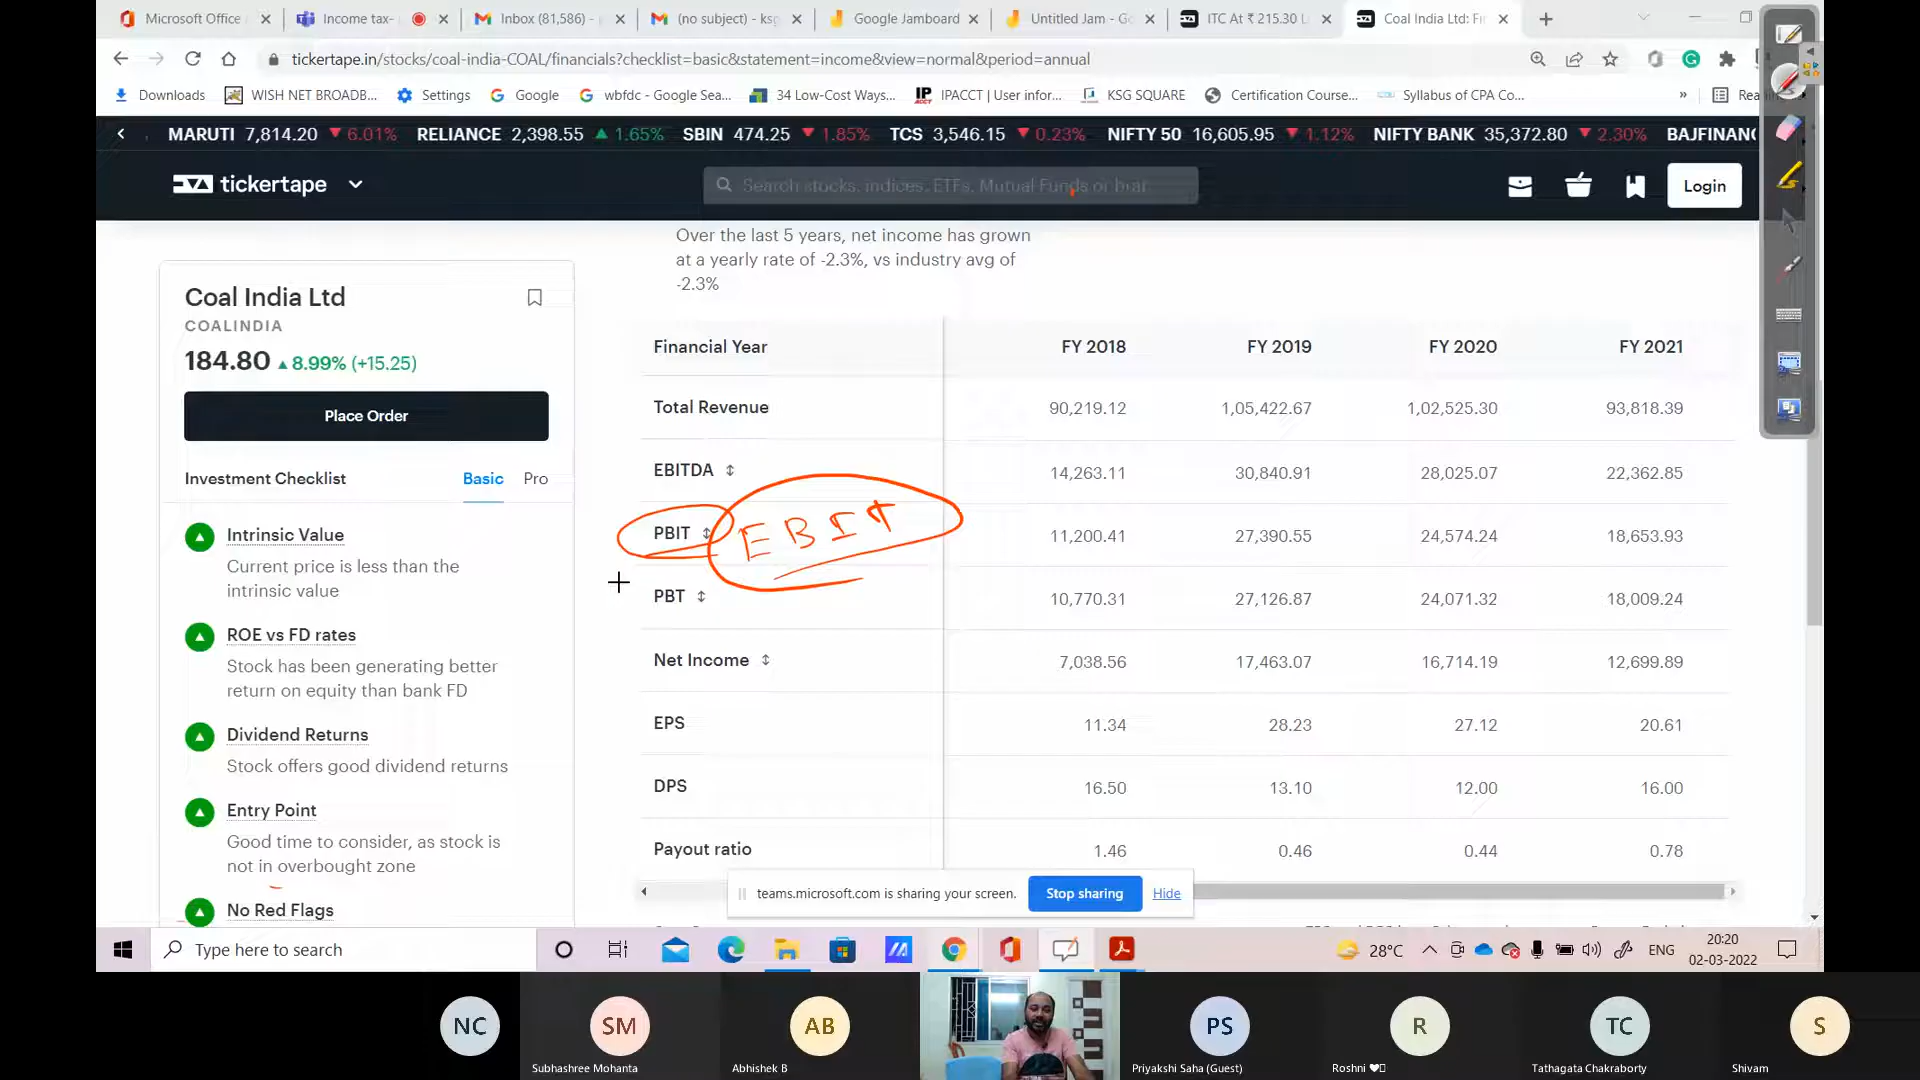 Microsoft Office
Income tax-
Inbox (81,586) -
(no subject) - ksg
Google Jamboard
Untitled Jam - Go
ITC At ₹ 215.30 L
Coal India Ltd: Fi
tickertape.in/stocks/coal-india-COAL/financials?checklist=basic&statement=income&view=normal&period=annual
Downloads
WISH NET BROADB...
Settings
Google
wbfdc - Google Sea...
34 Low-Cost Ways...
IPACCT | User infor...
KSG SQUARE
Certification Course...
Syllabus of CPA Co...
»
MARUTI 7,814.20 ▼ 6.01% RELIANCE 2,398.55 ▲ 1.65% SBIN 474.25 ▼ 1.85% TCS 3,546.15 ▼ 0.23% NIFTY 50 16,605.95 ▼ 1.12% NIFTY BANK 35,372.80 ▼ 2.30% BAJFINANC
tickertape
Search stocks, indices, ETFs, Mutual Funds or
Login
Over the last 5 years, net income has grown
at a yearly rate of -2.3%, vs industry avg of
-2.3%
Coal India Ltd
COALINDIA
184.80 ▲ 8.99% (+15.25)
Place Order
Investment Checklist Basic Pro
Intrinsic Value
Current price is less than the
intrinsic value
ROE vs FD rates
Stock has been generating better
return on equity than bank FD
Dividend Returns
Stock offers good dividend returns
Entry Point
Good time to consider, as stock is
not in overbought zone
No Red Flags
Financial Year FY 2018 FY 2019 FY 2020 FY 2021
Total Revenue 90,219.12 1,05,422.67 1,02,525.30 93,818.39
EBITDA 14,263.11 30,840.91 28,025.07 22,362.85
PBIT EBIT 11,200.41 27,390.55 24,574.24 18,653.93
PBT 10,770.31 27,126.87 24,071.32 18,009.24
Net Income 7,038.56 17,463.07 16,714.19 12,699.89
EPS 11.34 28.23 27.12 20.61
DPS 16.50 13.10 12.00 16.00
Payout ratio 1.46 0.46 0.44 0.78
teams.microsoft.com is sharing your screen. Stop sharing Hide
Type here to search
28°C
ENG
20:20
02-03-2022
NC
SM
AB
PS
R
TC
S
Subhashree Mohanta
Abhishek B
Priyakshi Saha (Guest)
Roshni
Tathagata Chakraborty
Shivam